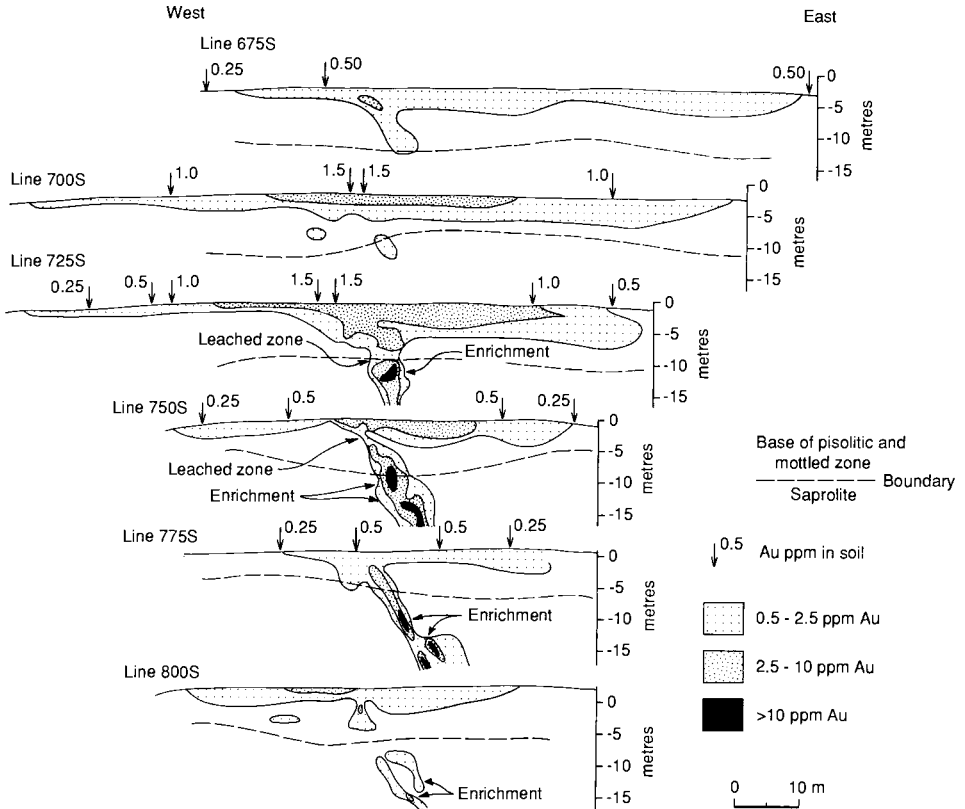 West
East
Line 675S
0.25
0.50
0.50
0
-5
-10
-15
metres
Line 700S
1.0
1.5
1.5
1.0
0
-5
-10
-15
metres
Line 725S
0.25
0.5
1.0
1.5
1.5
1.0
0.5
0
-5
-10
-15
metres
Leached zone
Enrichment
Line 750S
0.25
0.5
0.5
0.25
0
-5
-10
-15
metres
Leached zone
Enrichment
Line 775S
0.25
0.5
0.5
0.25
0
-5
-10
-15
metres
Enrichment
Line 800S
0
-5
-10
-15
metres
Enrichment
Base of pisolitic and
mottled zone
Boundary
Saprolite
0.5
Au ppm in soil
0.5 - 2.5 ppm Au
2.5 - 10 ppm Au
>10 ppm Au
0 10 m